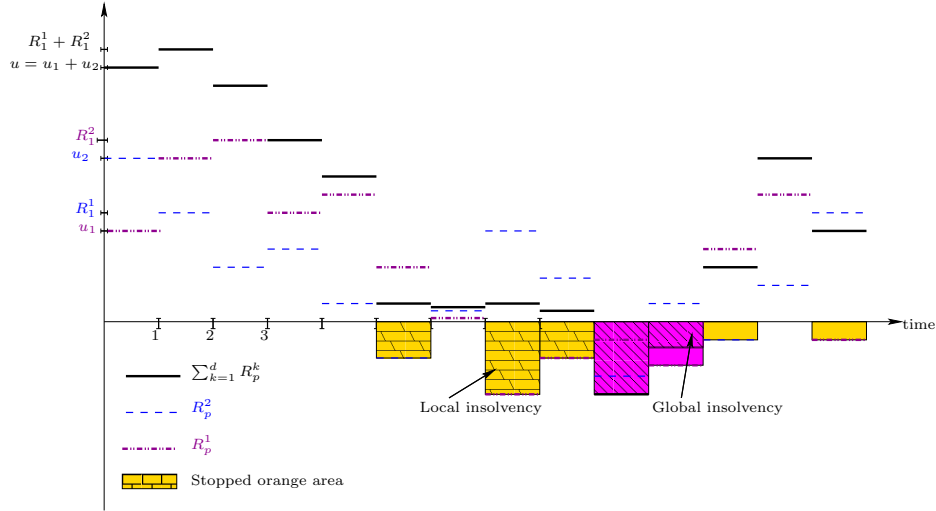 R_1^1 + R_1^2
u = u_1 + u_2
R_1^2
u_2
R_1^1
u_1
1 2 3 time
\sum_{k=1}^{d} R_p^k
R_p^2
R_p^1
Stopped orange area
Local insolvency
Global insolvency